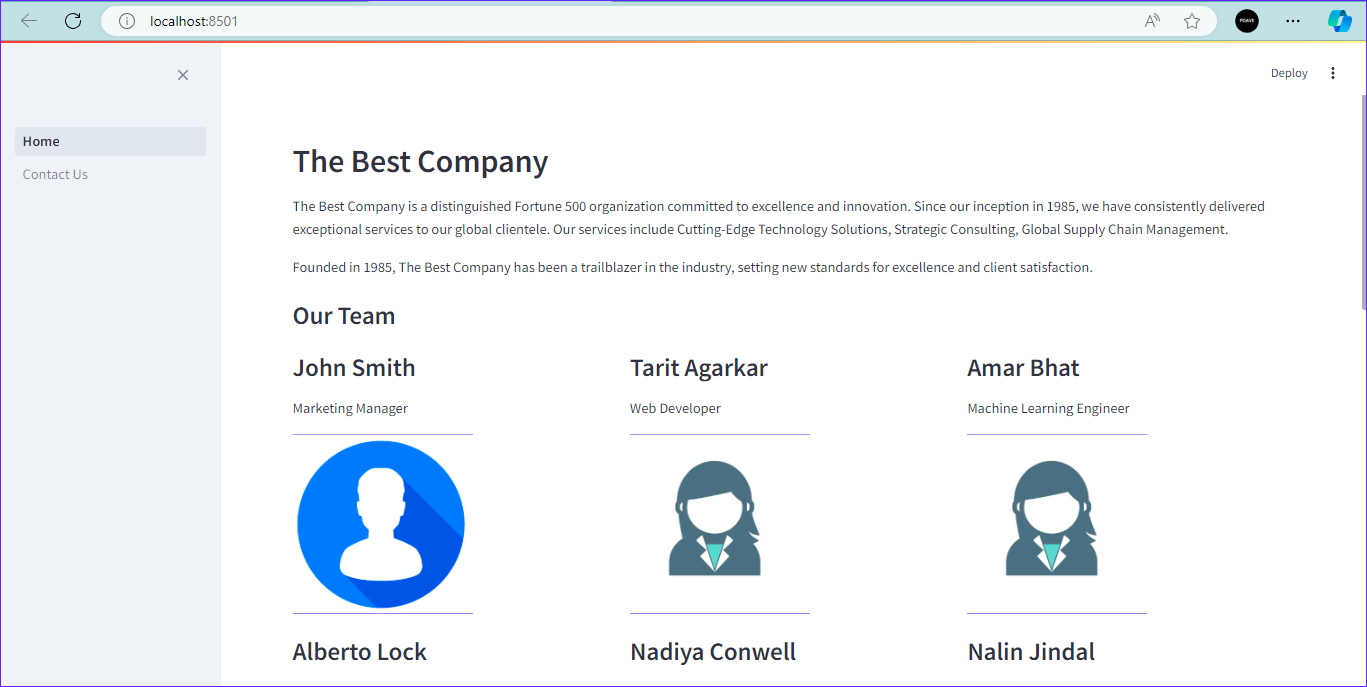 localhost:8501
PDAVE
Deploy
Home
Contact Us
The Best Company
The Best Company is a distinguished Fortune 500 organization committed to excellence and innovation. Since our inception in 1985, we have consistently delivered
exceptional services to our global clientele. Our services include Cutting-Edge Technology Solutions, Strategic Consulting, Global Supply Chain Management.
Founded in 1985, The Best Company has been a trailblazer in the industry, setting new standards for excellence and client satisfaction.
Our Team
John Smith
Tarit Agarkar
Amar Bhat
Marketing Manager
Web Developer
Machine Learning Engineer
Alberto Lock
Nadiya Conwell
Nalin Jindal